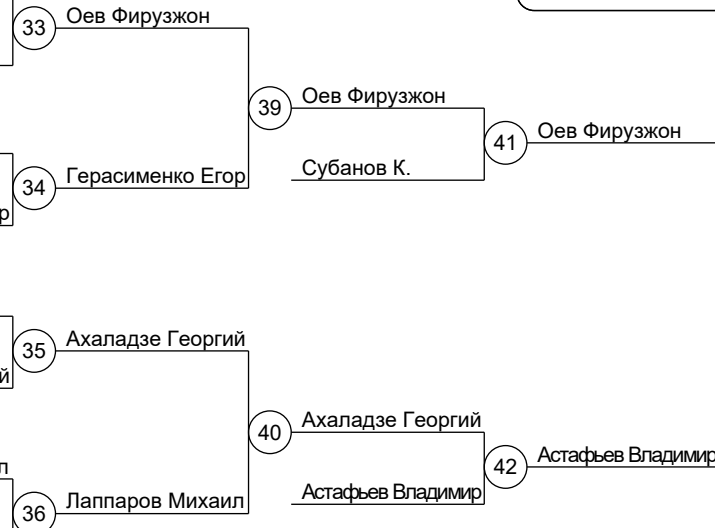 33
Оев Фирузжон
39
Оев Фирузжон
41
Оев Фирузжон
Субанов К.
34
Герасименко Егор
р
35
Ахаладзе Георгий
й
40
Ахаладзе Георгий
42
Астафьев Владимир
Астафьев Владимир
л
36
Лаппаров Михаил